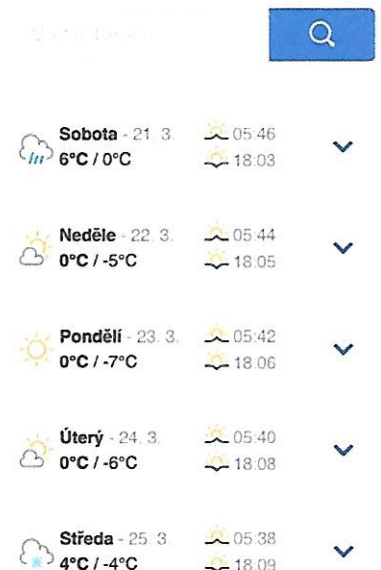 Sobota - 21. 3. 05:46
6°C / 0°C 18:03
Neděle - 22. 3. 05:44
0°C / -5°C 18:05
Pondělí - 23. 3. 05:42
0°C / -7°C 18:06
Úterý - 24. 3. 05:40
0°C / -6°C 18:08
Středa - 25. 3. 05:38
4°C / -4°C 18:09